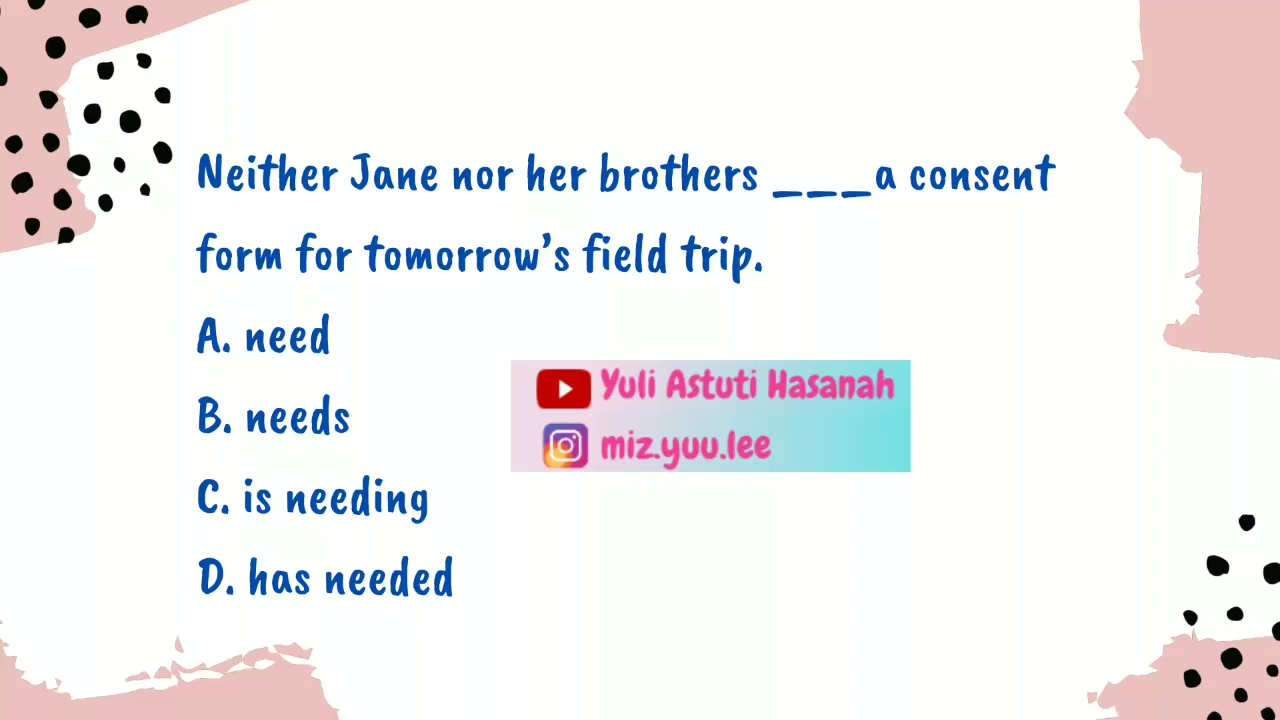 Neither Jane nor her brothers ___a consent
form for tomorrow's field trip.
A. need
B. needs
C. is needing
D. has needed
Yuli Astuti Hasanah
miz.yuu.lee